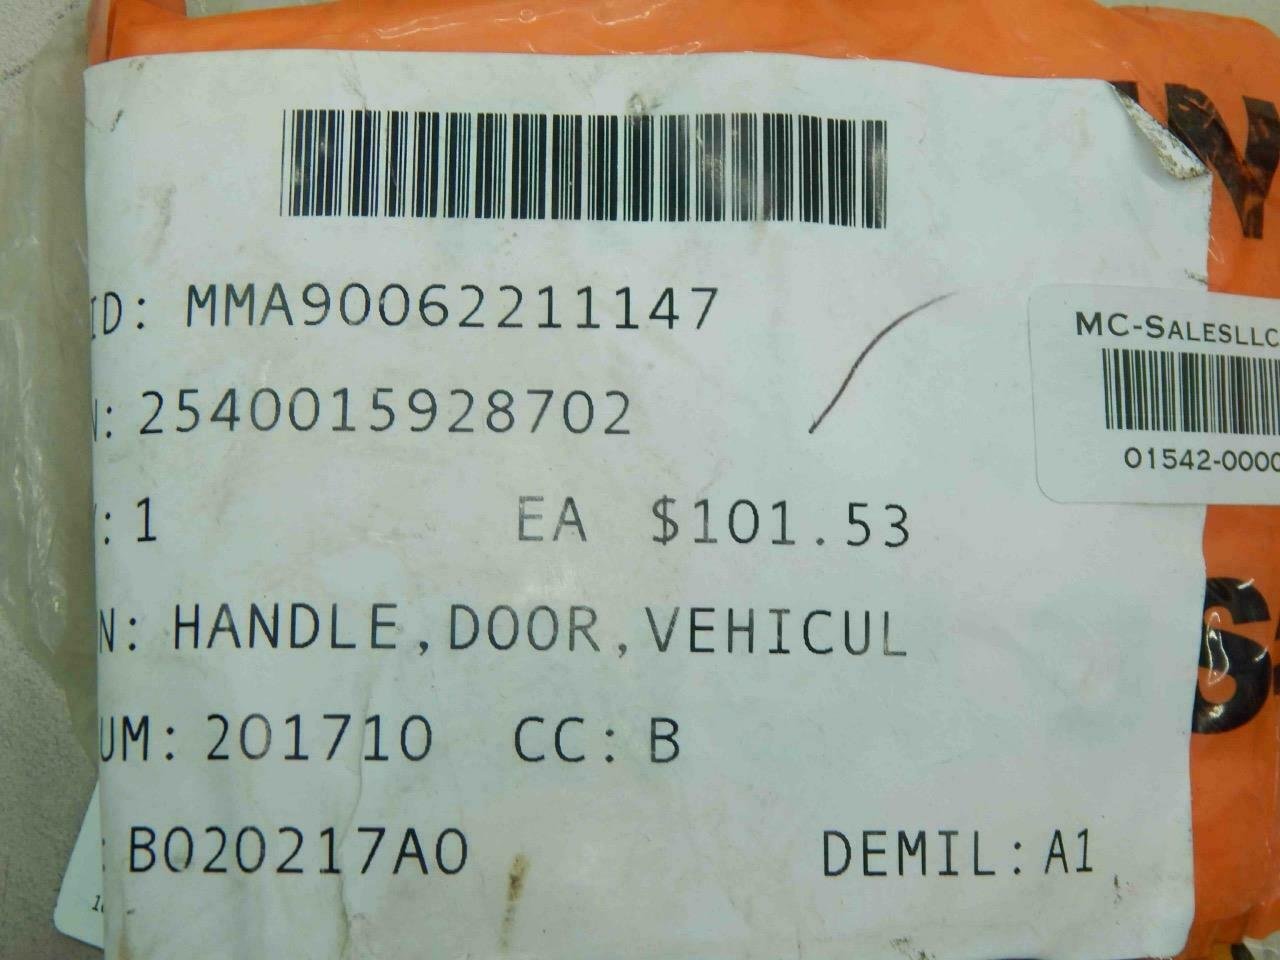 ID: MMA90062211147
N: 2540015928702
Y: 1 EA $101.53
N: HANDLE,DOOR,VEHICUL
UM: 201710 CC: B
: B020217A0 DEMIL: A1
MC-SALESLLC
01542-0000